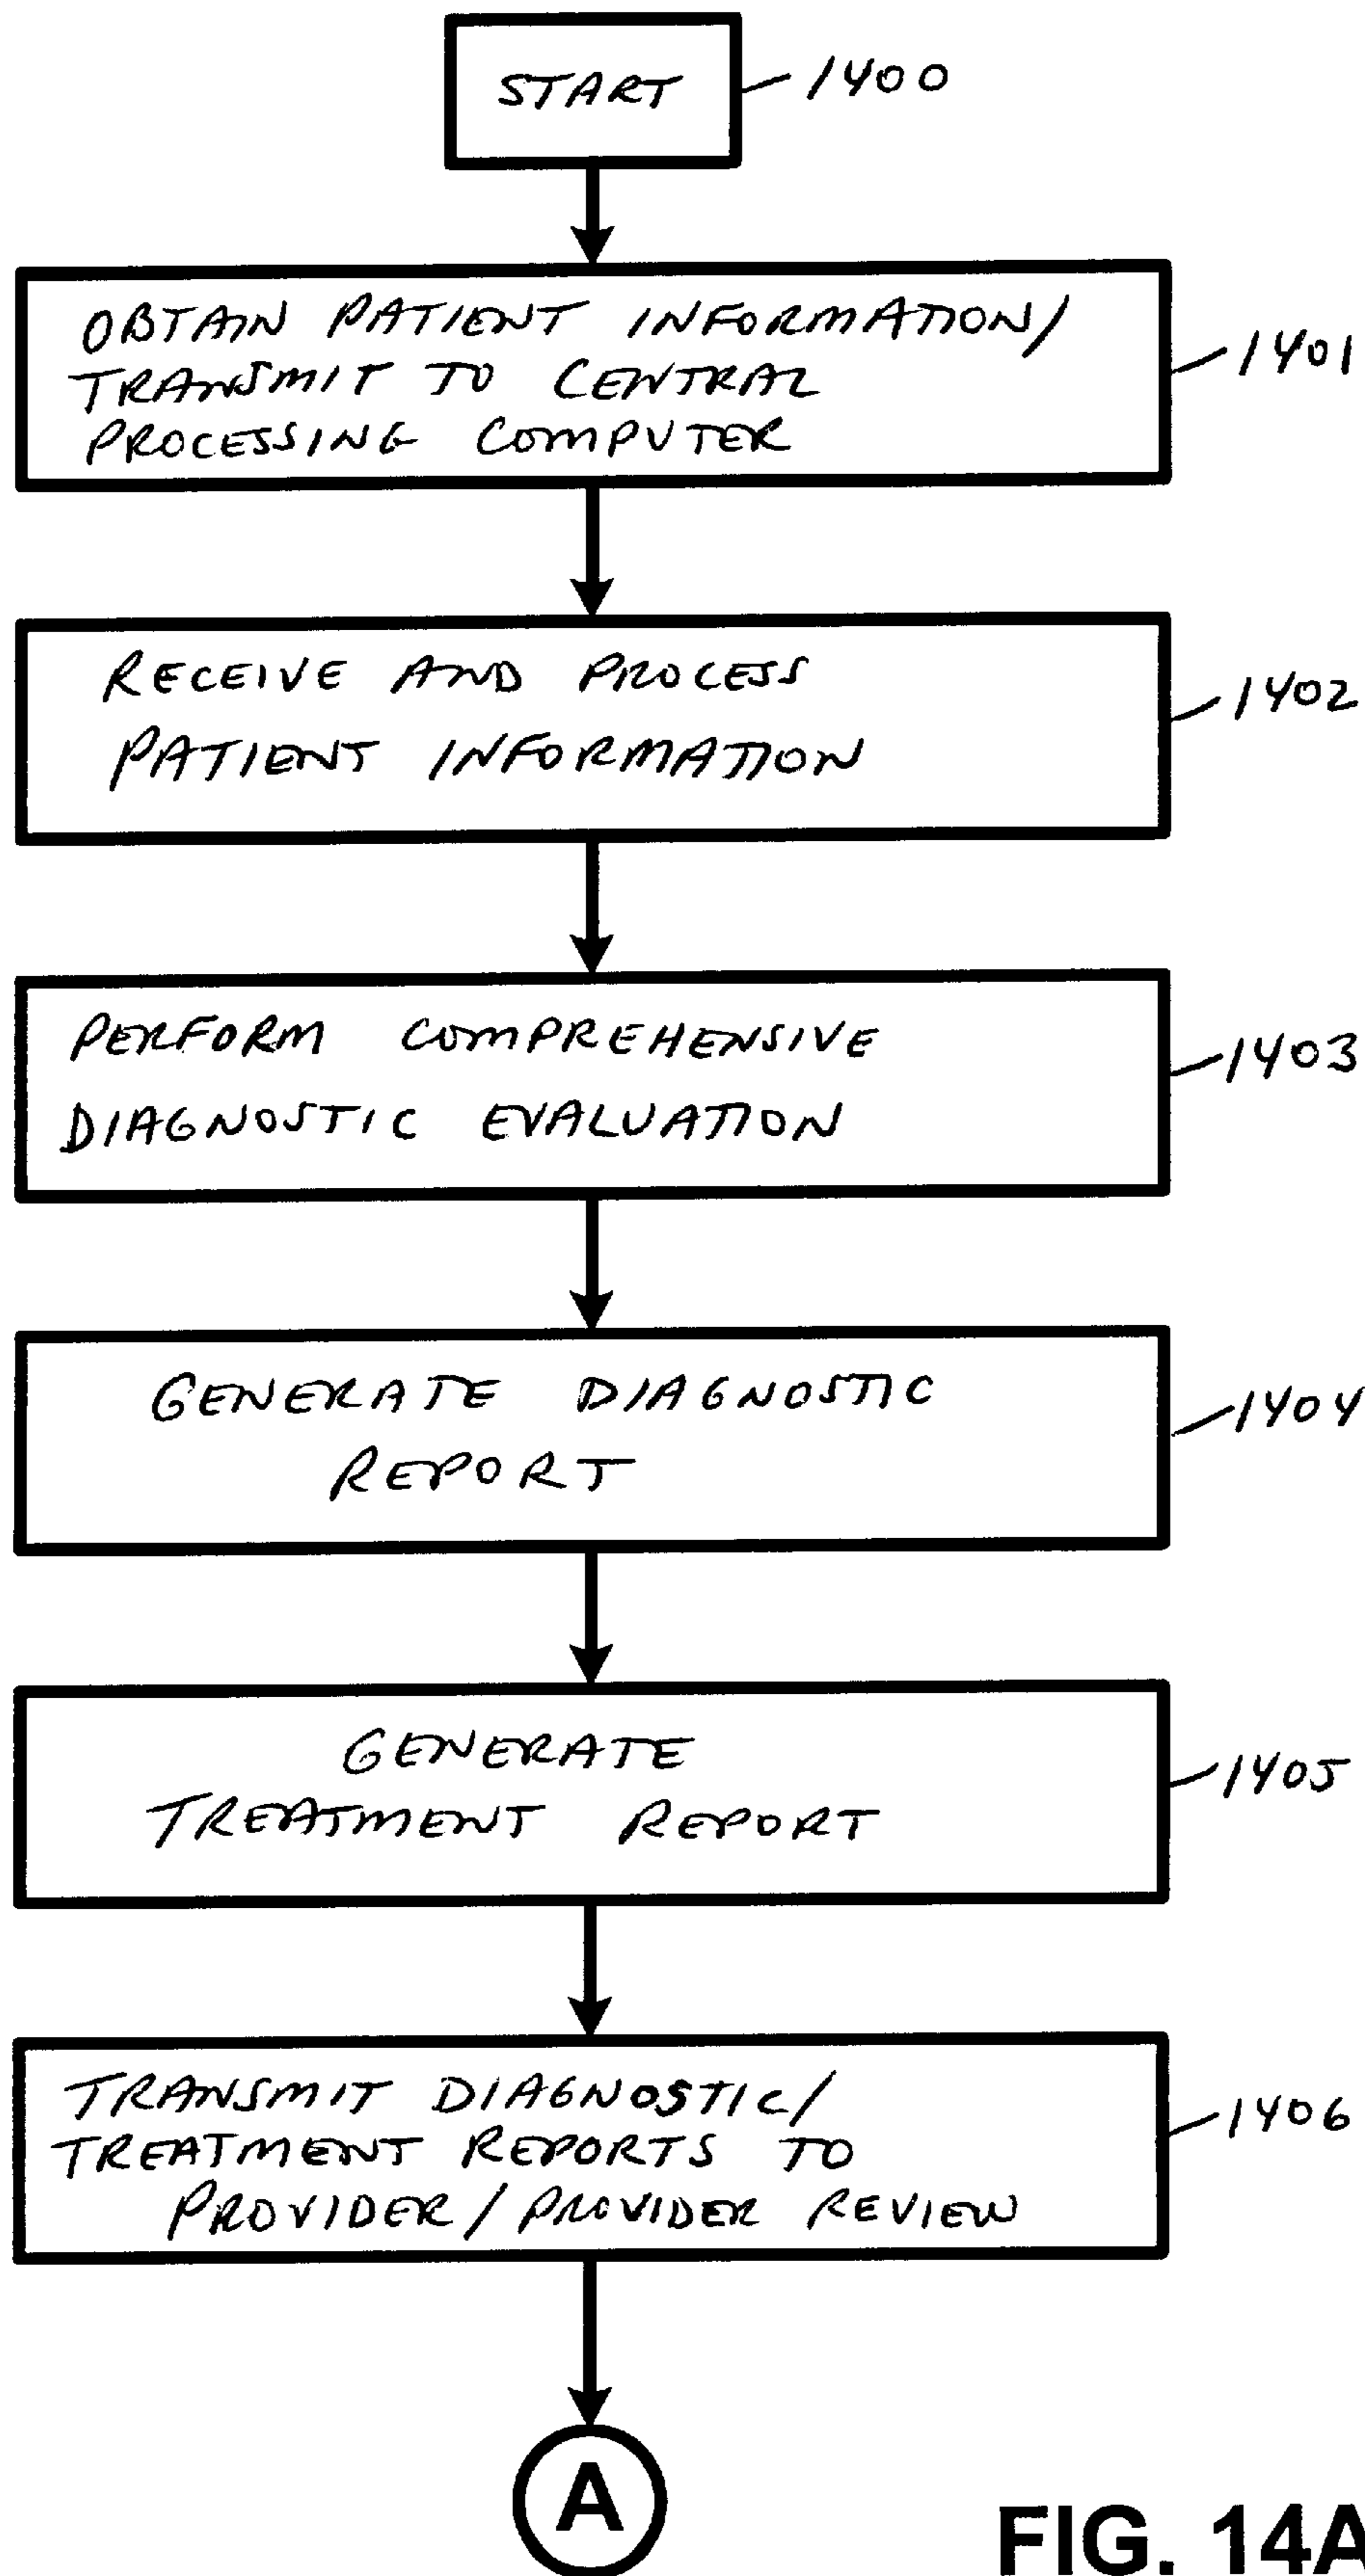 START
1400
OBTAIN PATIENT INFORMATION/
TRANSMIT TO CENTRAL
PROCESSING COMPUTER
1401
RECEIVE AND PROCESS
PATIENT INFORMATION
1402
PERFORM COMPREHENSIVE
DIAGNOSTIC EVALUATION
1403
GENERATE DIAGNOSTIC
REPORT
1404
GENERATE
TREATMENT REPORT
1405
TRANSMIT DIAGNOSTIC/
TREATMENT REPORTS TO
PROVIDER/PROVIDER REVIEW
1406
A
FIG. 14A